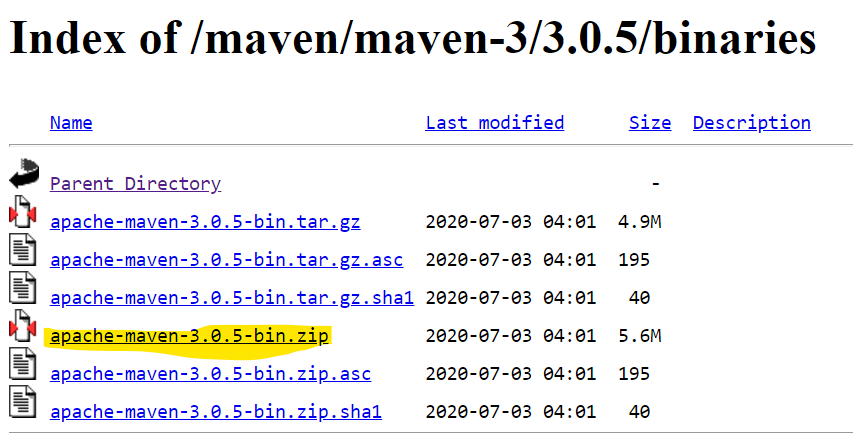 Index of /maven/maven-3/3.0.5/binaries
Name Last modified Size Description
Parent Directory -
apache-maven-3.0.5-bin.tar.gz 2020-07-03 04:01 4.9M
apache-maven-3.0.5-bin.tar.gz.asc 2020-07-03 04:01 195
apache-maven-3.0.5-bin.tar.gz.sha1 2020-07-03 04:01 40
apache-maven-3.0.5-bin.zip 2020-07-03 04:01 5.6M
apache-maven-3.0.5-bin.zip.asc 2020-07-03 04:01 195
apache-maven-3.0.5-bin.zip.sha1 2020-07-03 04:01 40